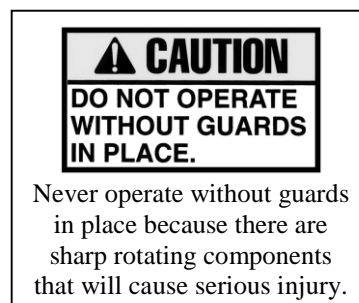 CAUTION
DO NOT OPERATE
WITHOUT GUARDS
IN PLACE.
Never operate without guards
in place because there are
sharp rotating components
that will cause serious injury.